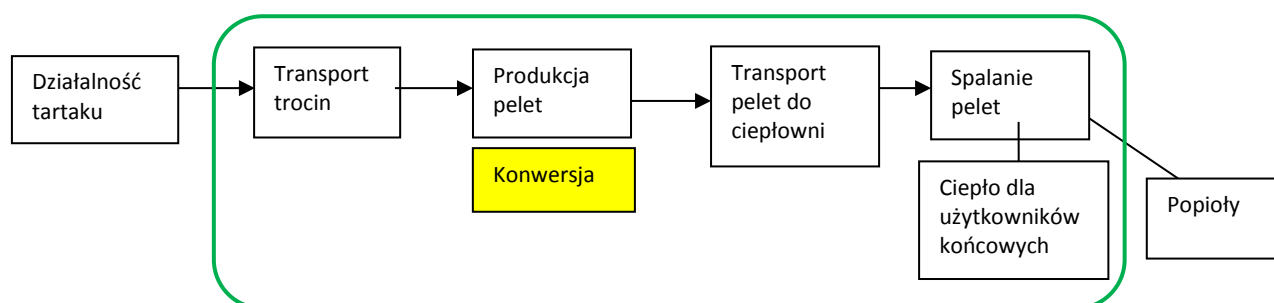 Działalność
tartaku
Transport
trocin
Produkcja
pelet
Konwersja
Transport
pelet do
ciepłowni
Spalanie
pelet
Ciepło dla
użytkowników
końcowych
Popioły